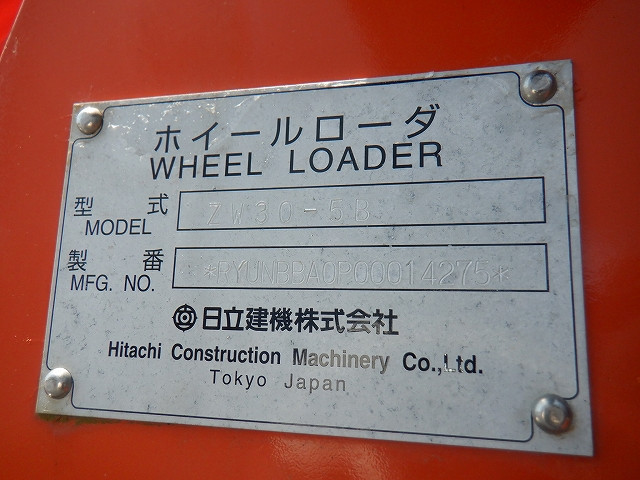 ホイールローダ
WHEEL LOADER
型式 ZW30-5B
MODEL
製番 *RYUNBBA0P00014275*
MFG. NO.
日立建機株式会社
Hitachi Construction Machinery Co.,Ltd.
Tokyo Japan